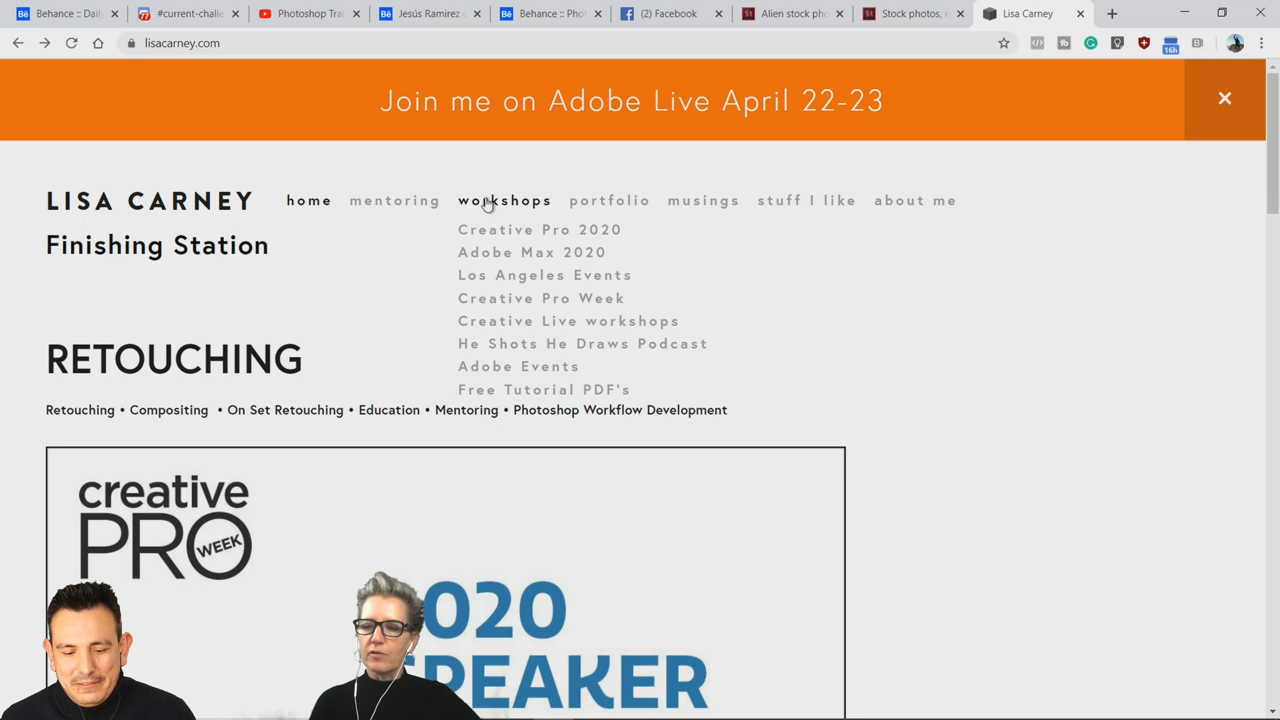 Behance :: Daily
#current-challe
Photoshop Trai
Jesús Ramirez
Behance :: Pho
(2) Facebook
Alien stock pho
Stock photos, r
Lisa Carney
lisacarney.com
16h
Join me on Adobe Live April 22-23
LISA CARNEY
home mentoring workshops portfolio musings stuff I like about me
Finishing Station
Creative Pro 2020
Adobe Max 2020
Los Angeles Events
Creative Pro Week
Creative Live workshops
He Shots He Draws Podcast
Adobe Events
Free Tutorial PDF's
RETOUCHING
Retouching • Compositing • On Set Retouching • Education • Mentoring • Photoshop Workflow Development
creative
PRO
WEEK
020
PEAKER